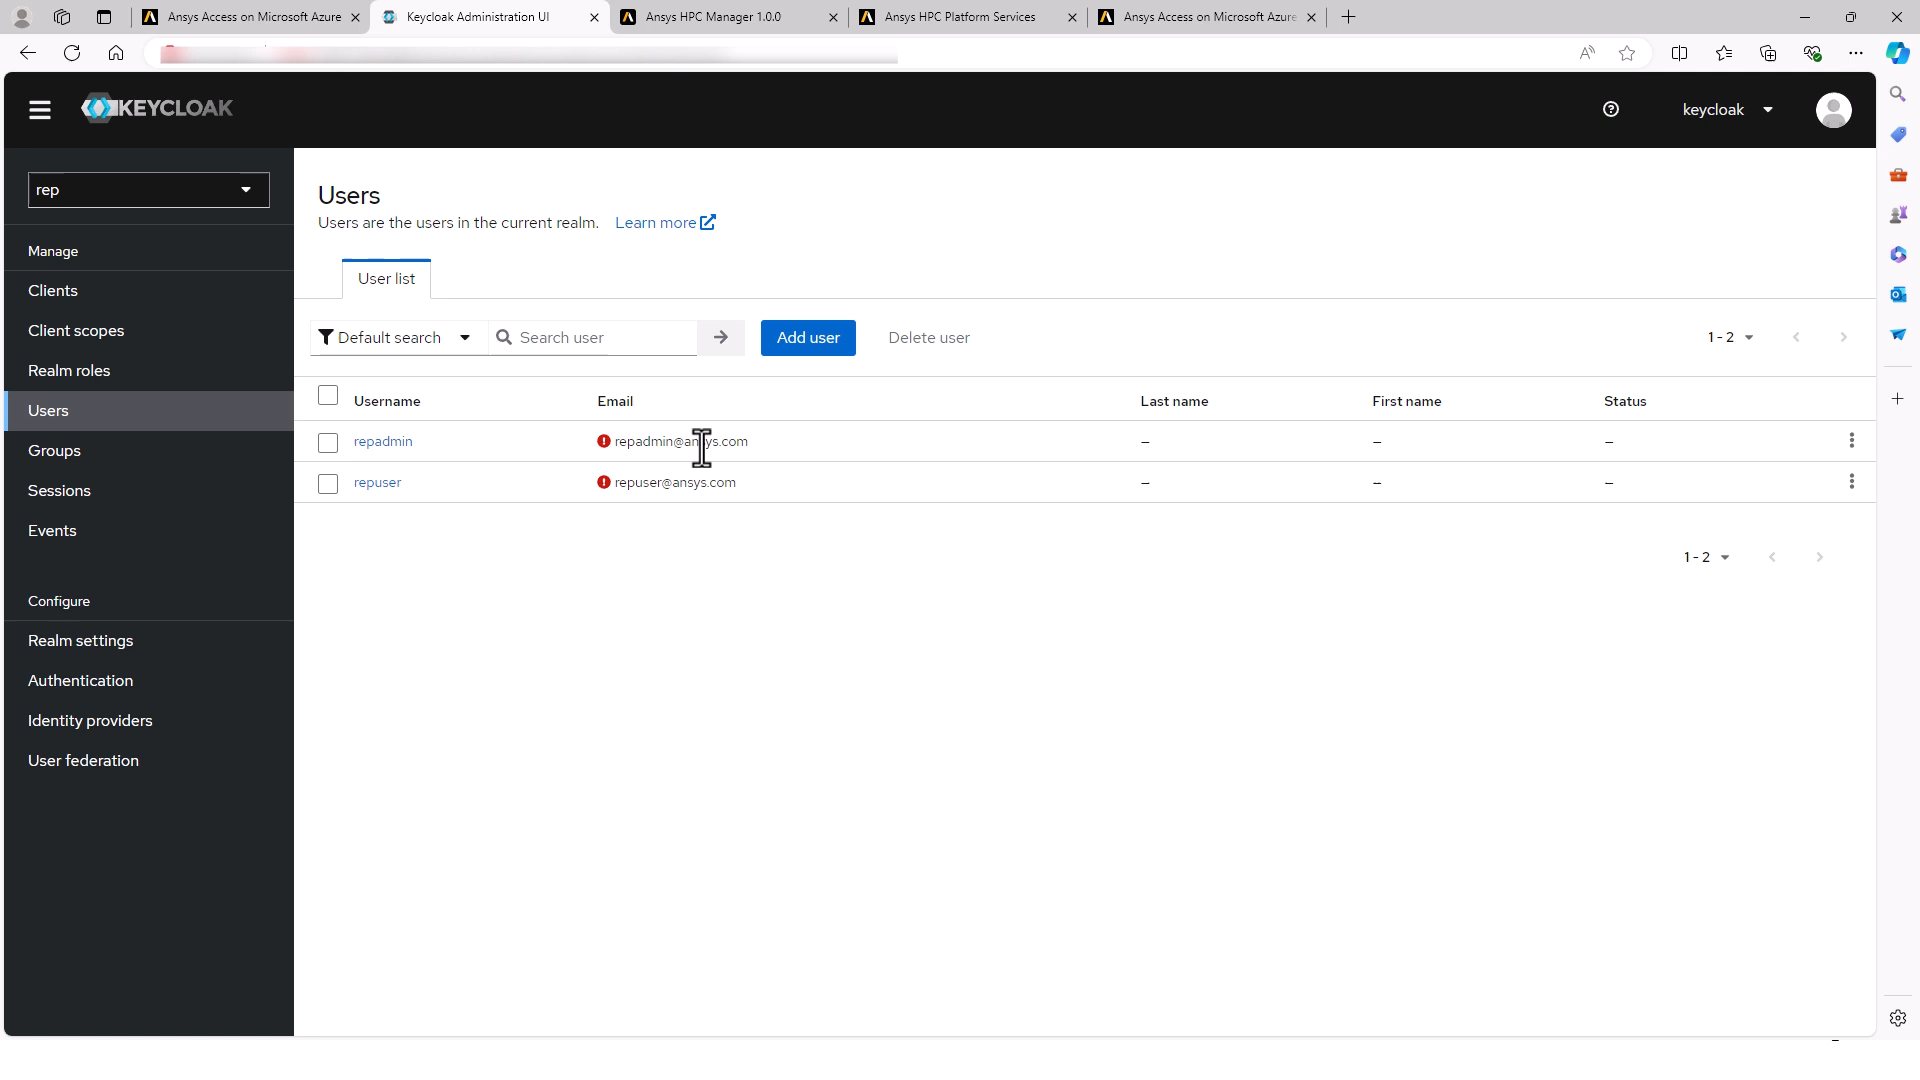 Ansys Access on Microsoft Azure
Keycloak Administration UI
Ansys HPC Manager 1.0.0
Ansys HPC Platform Services
Ansys Access on Microsoft Azure
KEYCLOAK
keycloak
rep
Manage
Clients
Client scopes
Realm roles
Users
Groups
Sessions
Events
Configure
Realm settings
Authentication
Identity providers
User federation
Users
Users are the users in the current realm. Learn more
User list
Default search
Search user
Add user
Delete user
1 - 2
Username Email Last name First name Status
repadmin repadmin@ansys.com – – –
repuser repuser@ansys.com – – –
1 - 2